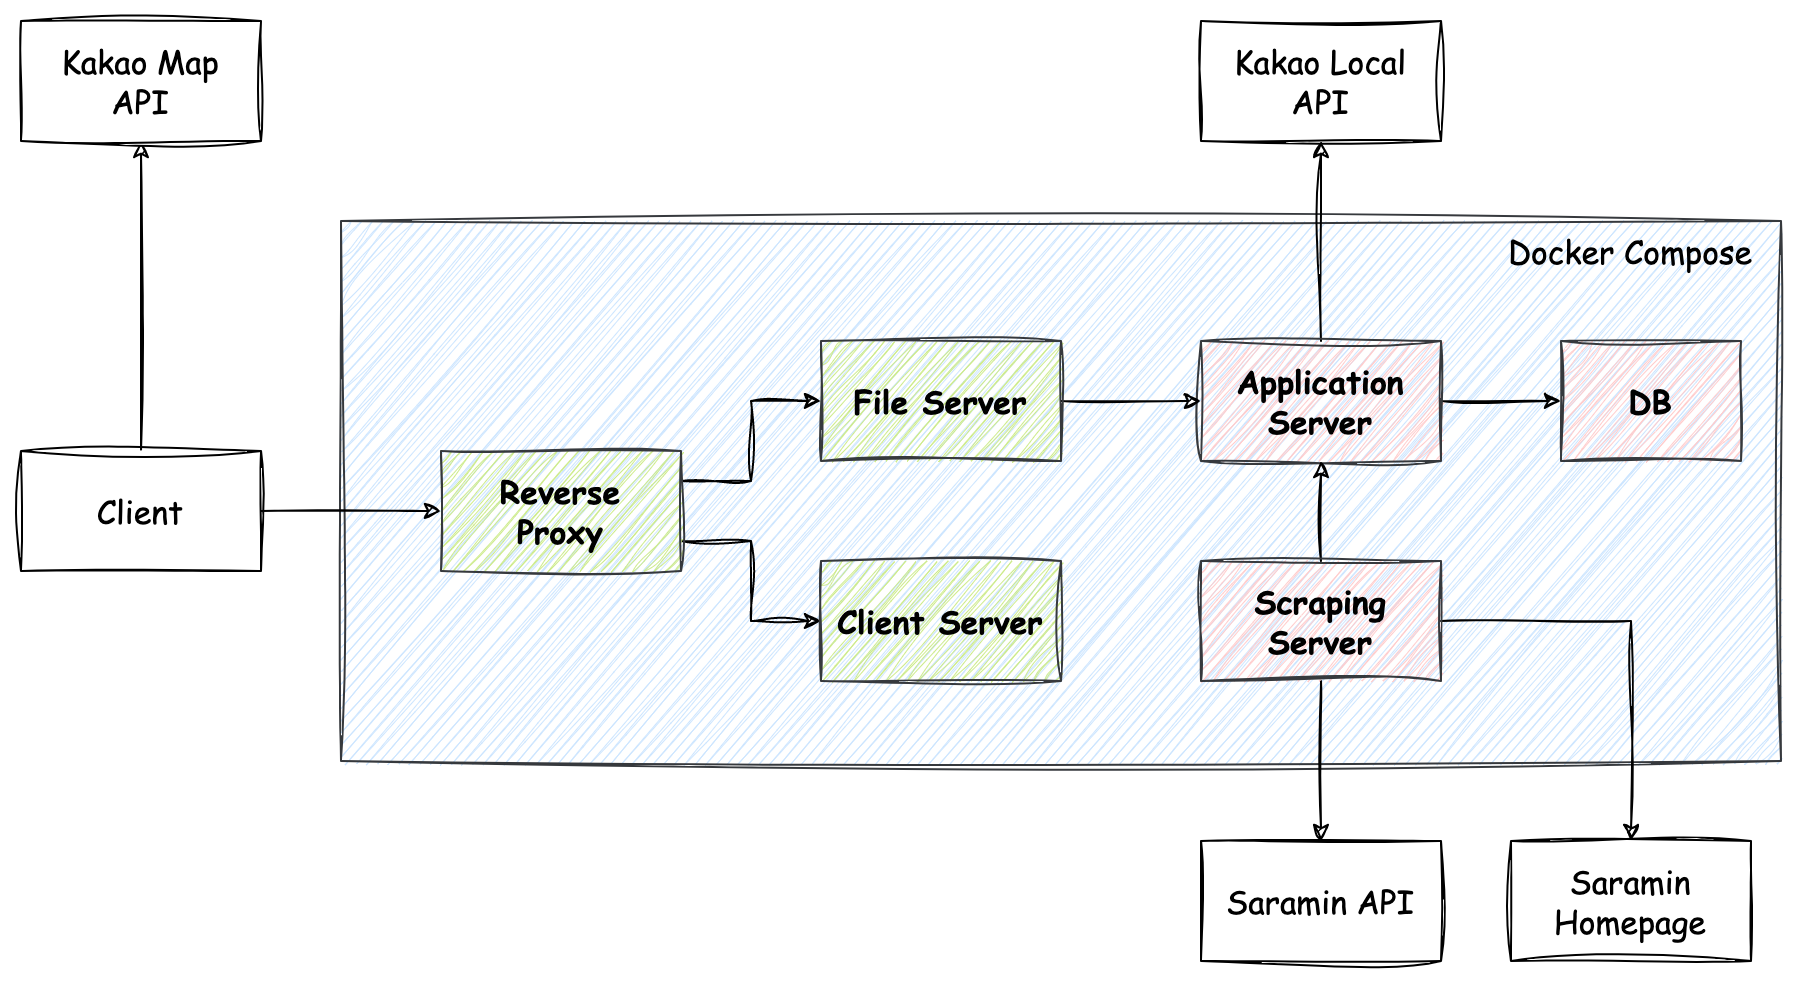 Kakao Map
API
Kakao Local
API
Docker Compose
File Server
Application
Server
DB
Client
Reverse
Proxy
Client Server
Scraping
Server
Saramin API
Saramin
Homepage